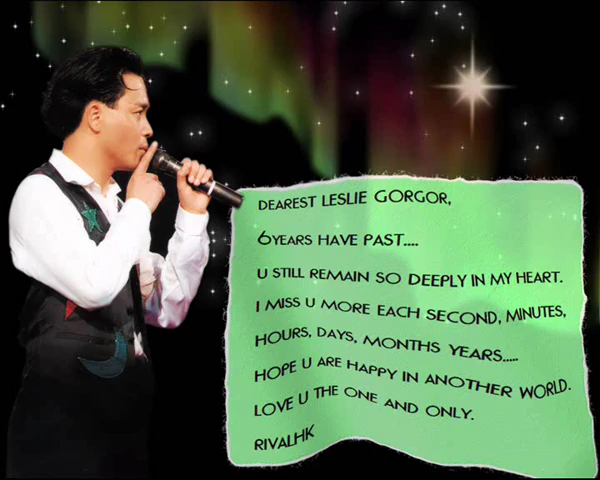 DEAREST LESLIE GORGOR,
6YEARS HAVE PAST....
U STILL REMAIN SO DEEPLY IN MY HEART.
I MISS U MORE EACH SECOND, MINUTES,
HOURS, DAYS, MONTHS YEARS.....
HOPE U ARE HAPPY IN ANOTHER WORLD.
LOVE U THE ONE AND ONLY.
RIVALHK